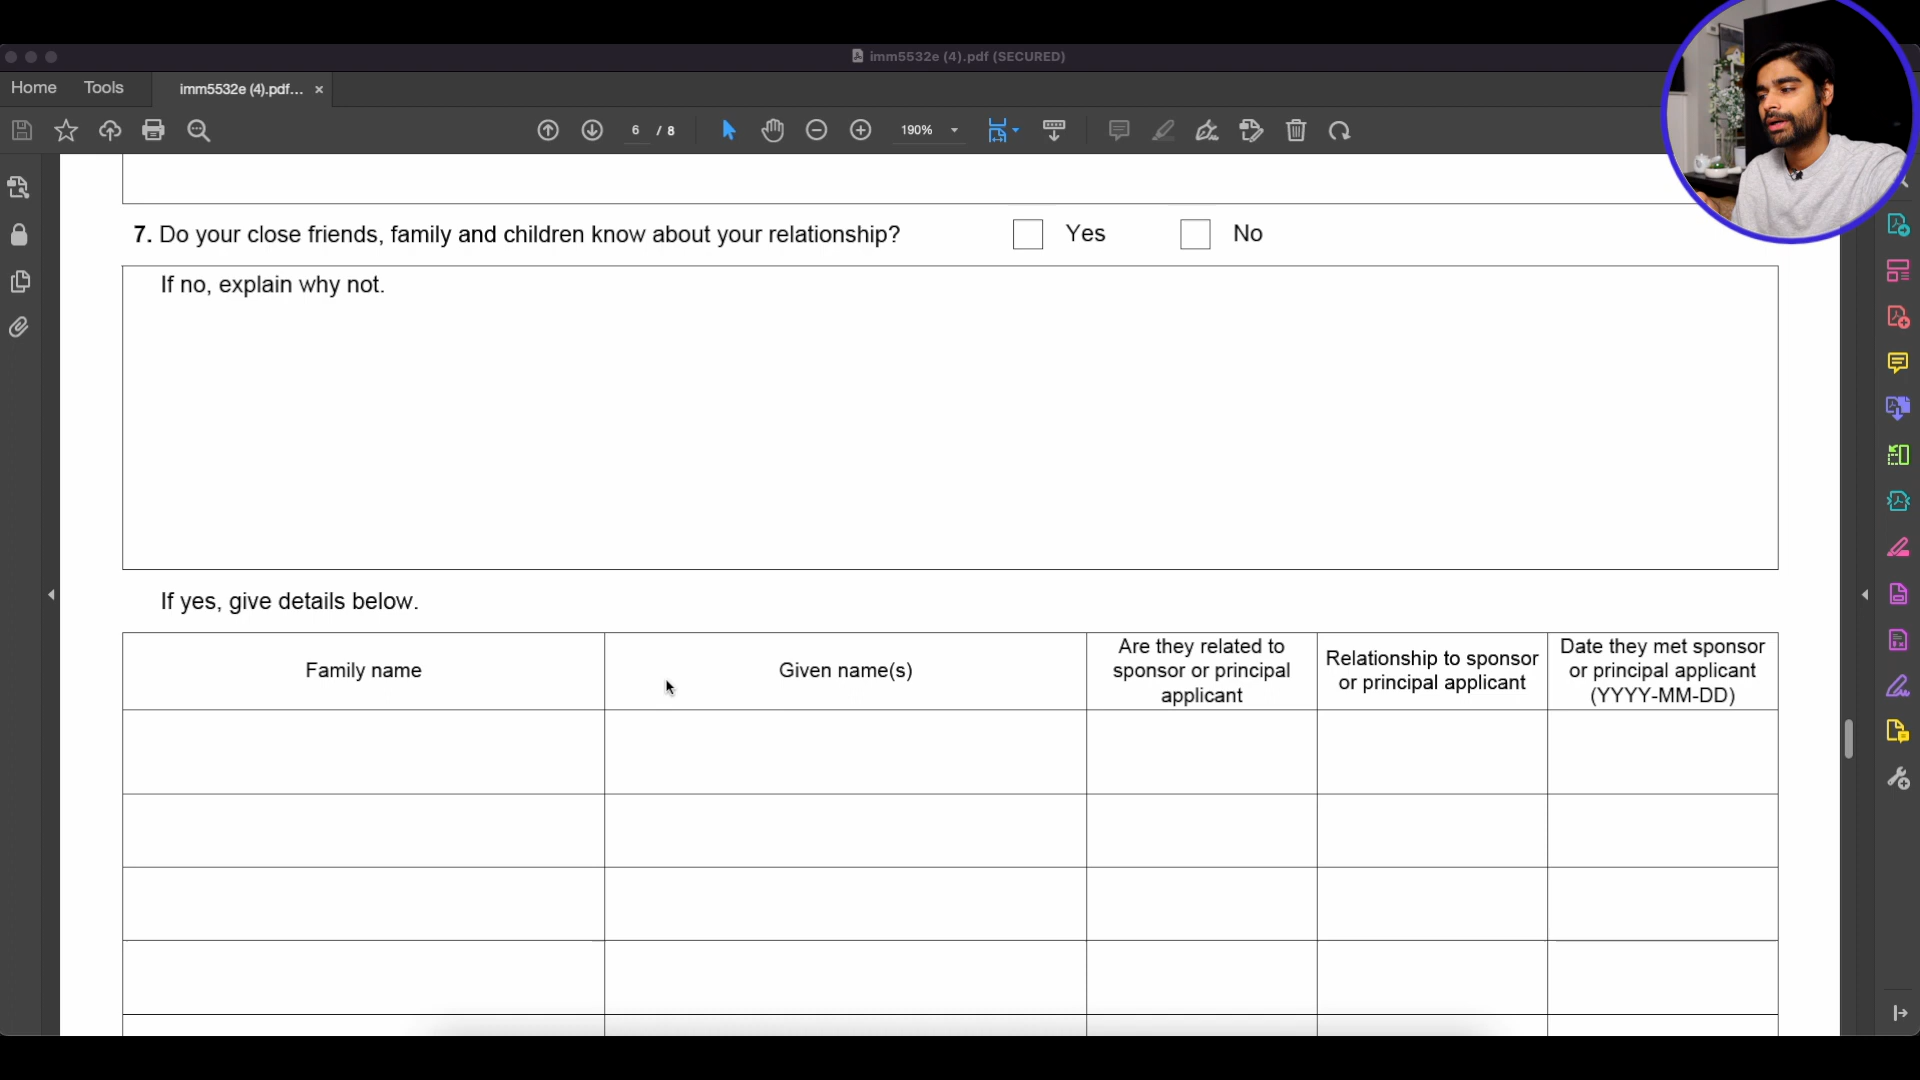 imm5532e (4).pdf (SECURED)
Home Tools imm5532e (4).pdf... ×
6 / 8 190%
7. Do your close friends, family and children know about your relationship? Yes No
If no, explain why not.
If yes, give details below.
Family name
Given name(s)
Are they related to
sponsor or principal
applicant
Relationship to sponsor
or principal applicant
Date they met sponsor
or principal applicant
(YYYY-MM-DD)